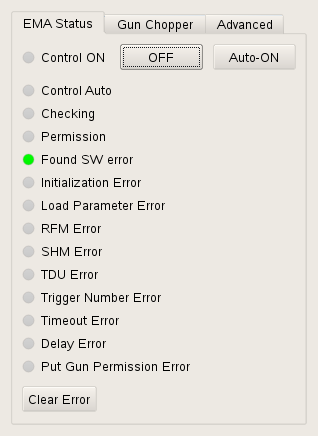 EMA Status Gun Chopper Advanced
Control ON OFF Auto-ON
Control Auto
Checking
Permission
Found SW error
Initialization Error
Load Parameter Error
RFM Error
SHM Error
TDU Error
Trigger Number Error
Timeout Error
Delay Error
Put Gun Permission Error
Clear Error